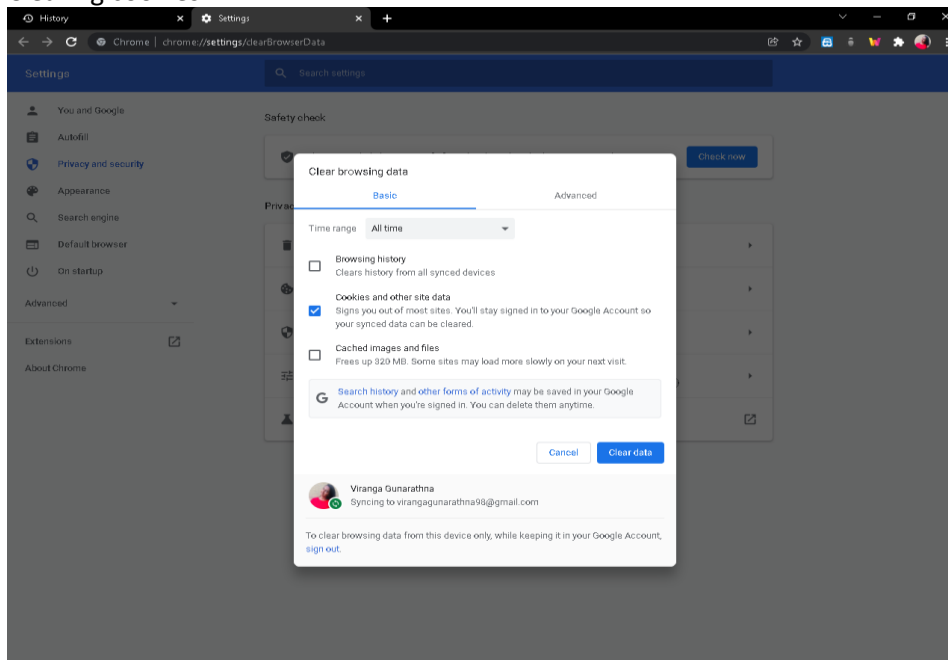 History
Settings
Chrome | chrome://settings/clearBrowserData
Settings
Search settings
You and Google
Autofill
Privacy and security
Appearance
Search engine
Default browser
On startup
Advanced
Extensions
About Chrome
Safety check
Check now
Clear browsing data
Basic
Advanced
Time range All time
Browsing history
Clears history from all synced devices
Cookies and other site data
Signs you out of most sites. You'll stay signed in to your Google Account so
your synced data can be cleared.
Cached images and files
Frees up 320 MB. Some sites may load more slowly on your next visit.
Search history and other forms of activity may be saved in your Google
Account when you're signed in. You can delete them anytime.
Cancel
Clear data
Viranga Gunarathna
Syncing to virangagunarathna98@gmail.com
To clear browsing data from this device only, while keeping it in your Google Account,
sign out.